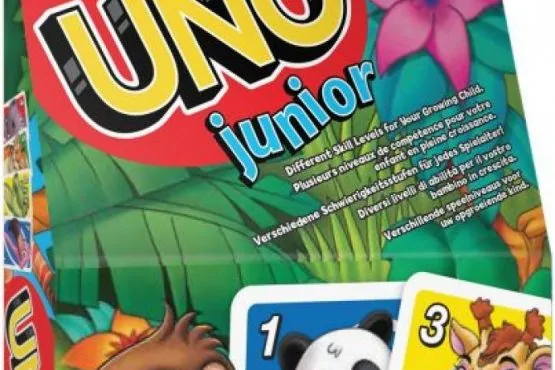 UNO
junior
Different Skill Levels for Your Growing Child.
Plusieurs niveaux de compétence pour votre
enfant en pleine croissance.
Verschiedene Schwierigkeitsstufen für jedes Spielalter!
Diversi livelli di abilità per il vostro
bambino in crescita.
Verschillende spelniveaus voor
uw opgroeiende kind.
1
3
U